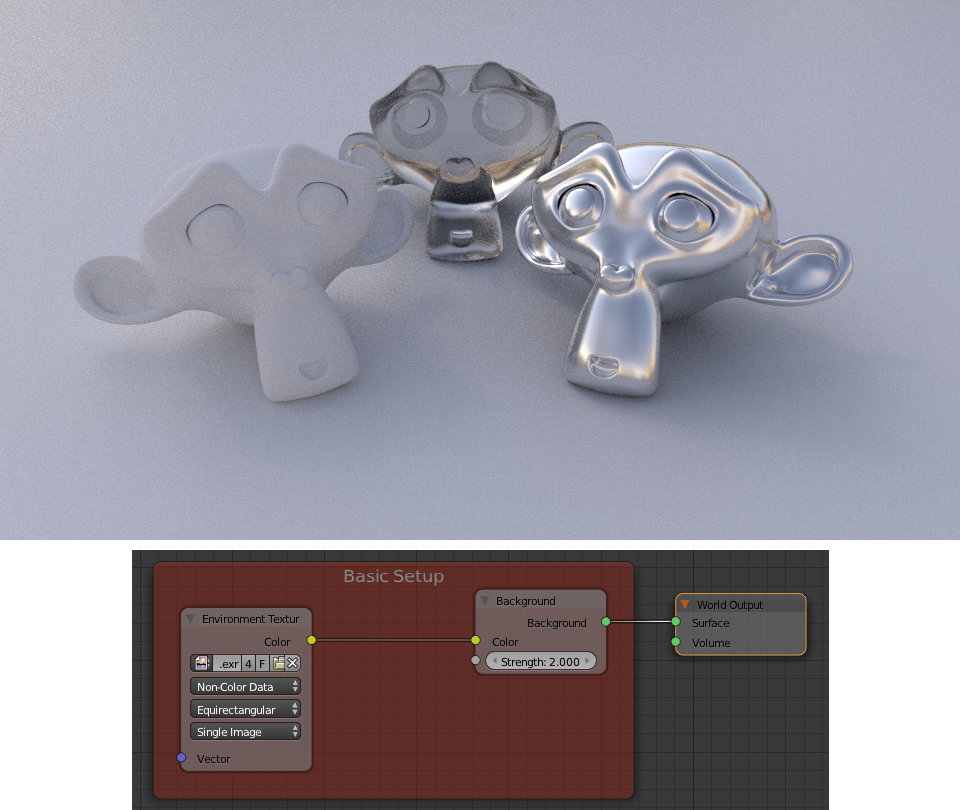 Basic Setup
Environment Textur
Color
.exr 4 F
Non-Color Data
Equirectangular
Single Image
Vector
Background
Background
Color
Strength: 2.000
World Output
Surface
Volume